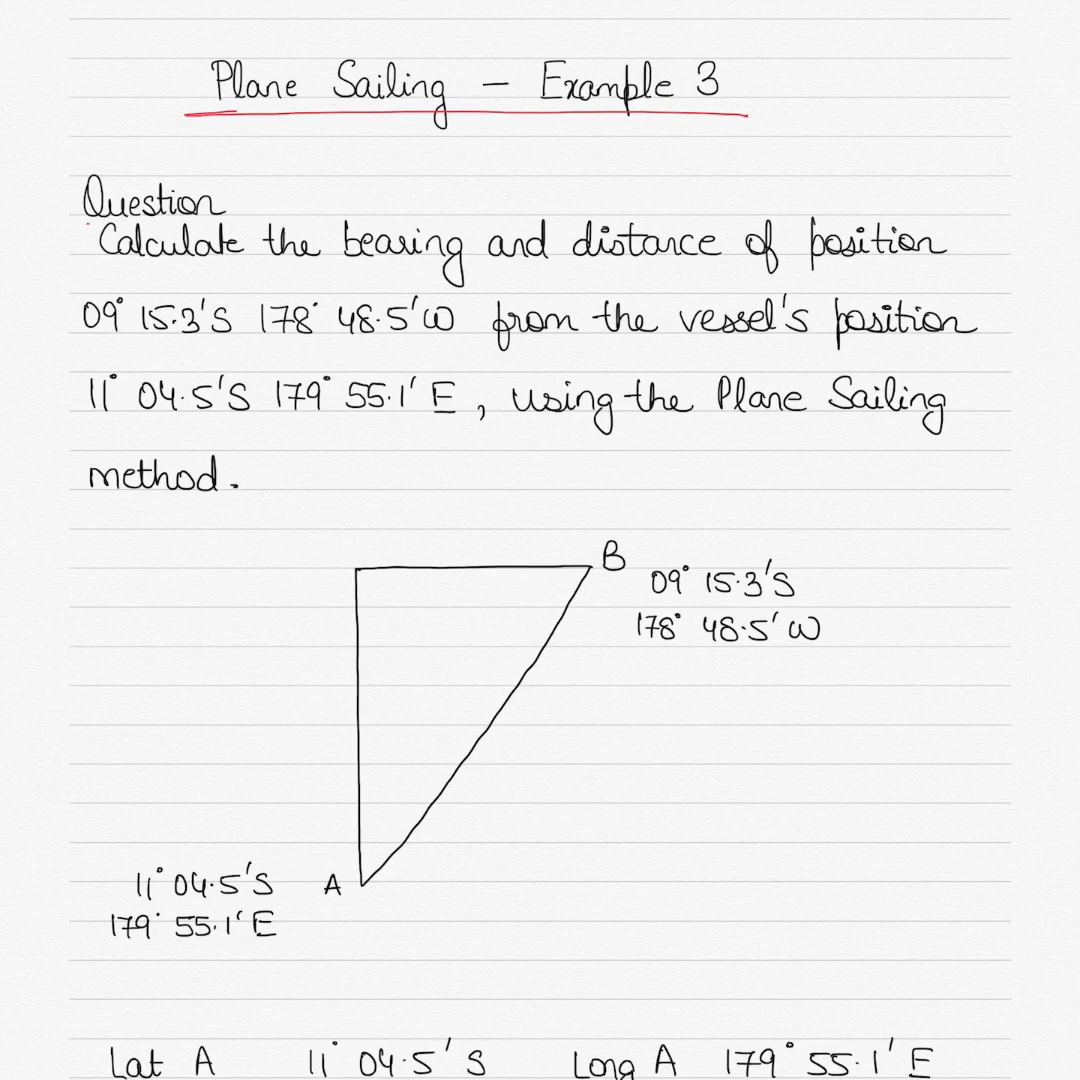 Plane Sailing - Example 3
Question
Calculate the bearing and distance of position
09° 15.3'S 178° 48.5'W from the vessel's position
11° 04.5'S 179° 55.1'E, using the Plane Sailing
method.
B
09° 15.3'S
178° 48.5'W
11° 04.5'S A
179° 55.1'E
Lat A 11° 04.5'S Long A 179° 55.1'E